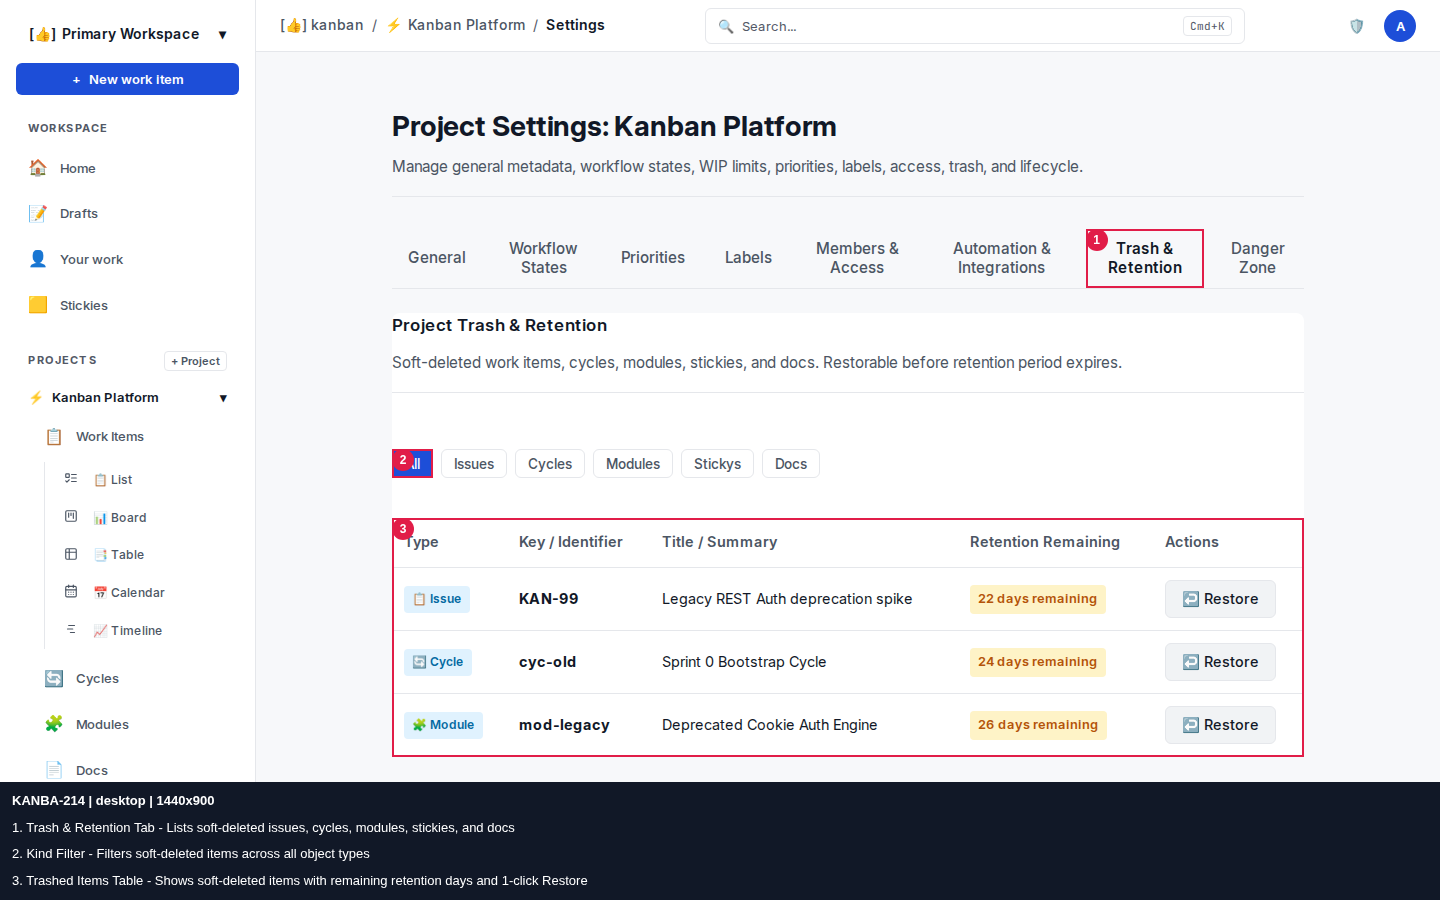 [👍] Primary Workspace ▼
+ New work item
WORKSPACE
🏠 Home
📝 Drafts
👤 Your work
🟨 Stickies
PROJECTS
+ Project
⚡ Kanban Platform ▼
📋 Work Items
📋 List
📊 Board
📑 Table
📅 Calendar
📈 Timeline
🔄 Cycles
🧩 Modules
📄 Docs
[👍] kanban / ⚡ Kanban Platform / Settings
🔍 Search... Cmd+K
🛡️ A
Project Settings: Kanban Platform
Manage general metadata, workflow states, WIP limits, priorities, labels, access, trash, and lifecycle.
General
Workflow
States
Priorities
Labels
Members &
Access
Automation &
Integrations
1
Trash &
Retention
Danger
Zone
Project Trash & Retention
Soft-deleted work items, cycles, modules, stickies, and docs. Restorable before retention period expires.
2
Issues Cycles Modules Stickys Docs
3
Type Key / Identifier Title / Summary Retention Remaining Actions
📋 Issue KAN-99 Legacy REST Auth deprecation spike 22 days remaining ↩️ Restore
🔄 Cycle cyc-old Sprint 0 Bootstrap Cycle 24 days remaining ↩️ Restore
🧩 Module mod-legacy Deprecated Cookie Auth Engine 26 days remaining ↩️ Restore
KANBA-214 | desktop | 1440x900
1. Trash & Retention Tab - Lists soft-deleted issues, cycles, modules, stickies, and docs
2. Kind Filter - Filters soft-deleted items across all object types
3. Trashed Items Table - Shows soft-deleted items with remaining retention days and 1-click Restore